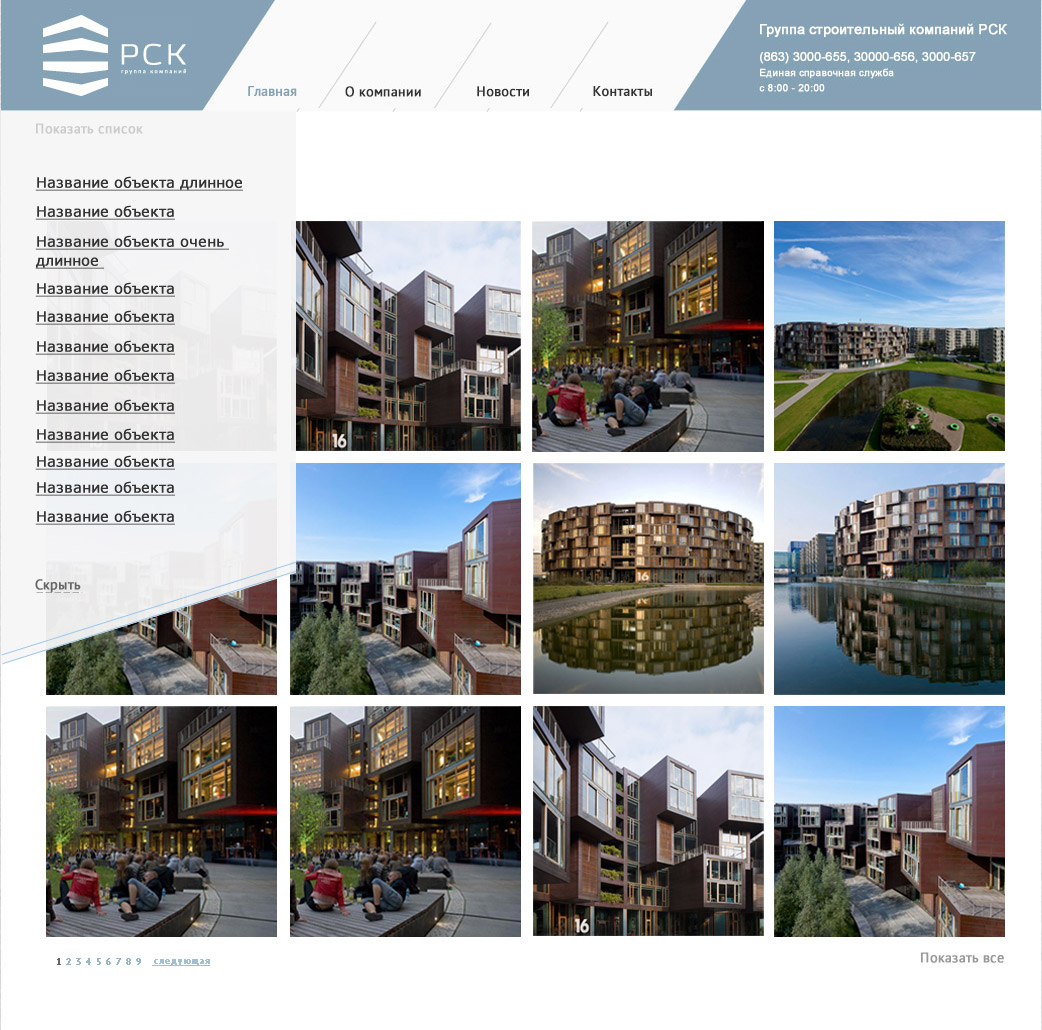 РСК
группа компаний
Главная
О компании
Новости
Контакты
Группа строительный компаний РСК
(863) 3000-655, 30000-656, 3000-657
Единая справочная служба
с 8:00 - 20:00
Показать список
Название объекта длинное
Название объекта
Название объекта очень
длинное
Название объекта
Название объекта
Название объекта
Название объекта
Название объекта
Название объекта
Название объекта
Название объекта
Название объекта
Скрыть
16
16
16
1 2 3 4 5 6 7 8 9 следующая
Показать все